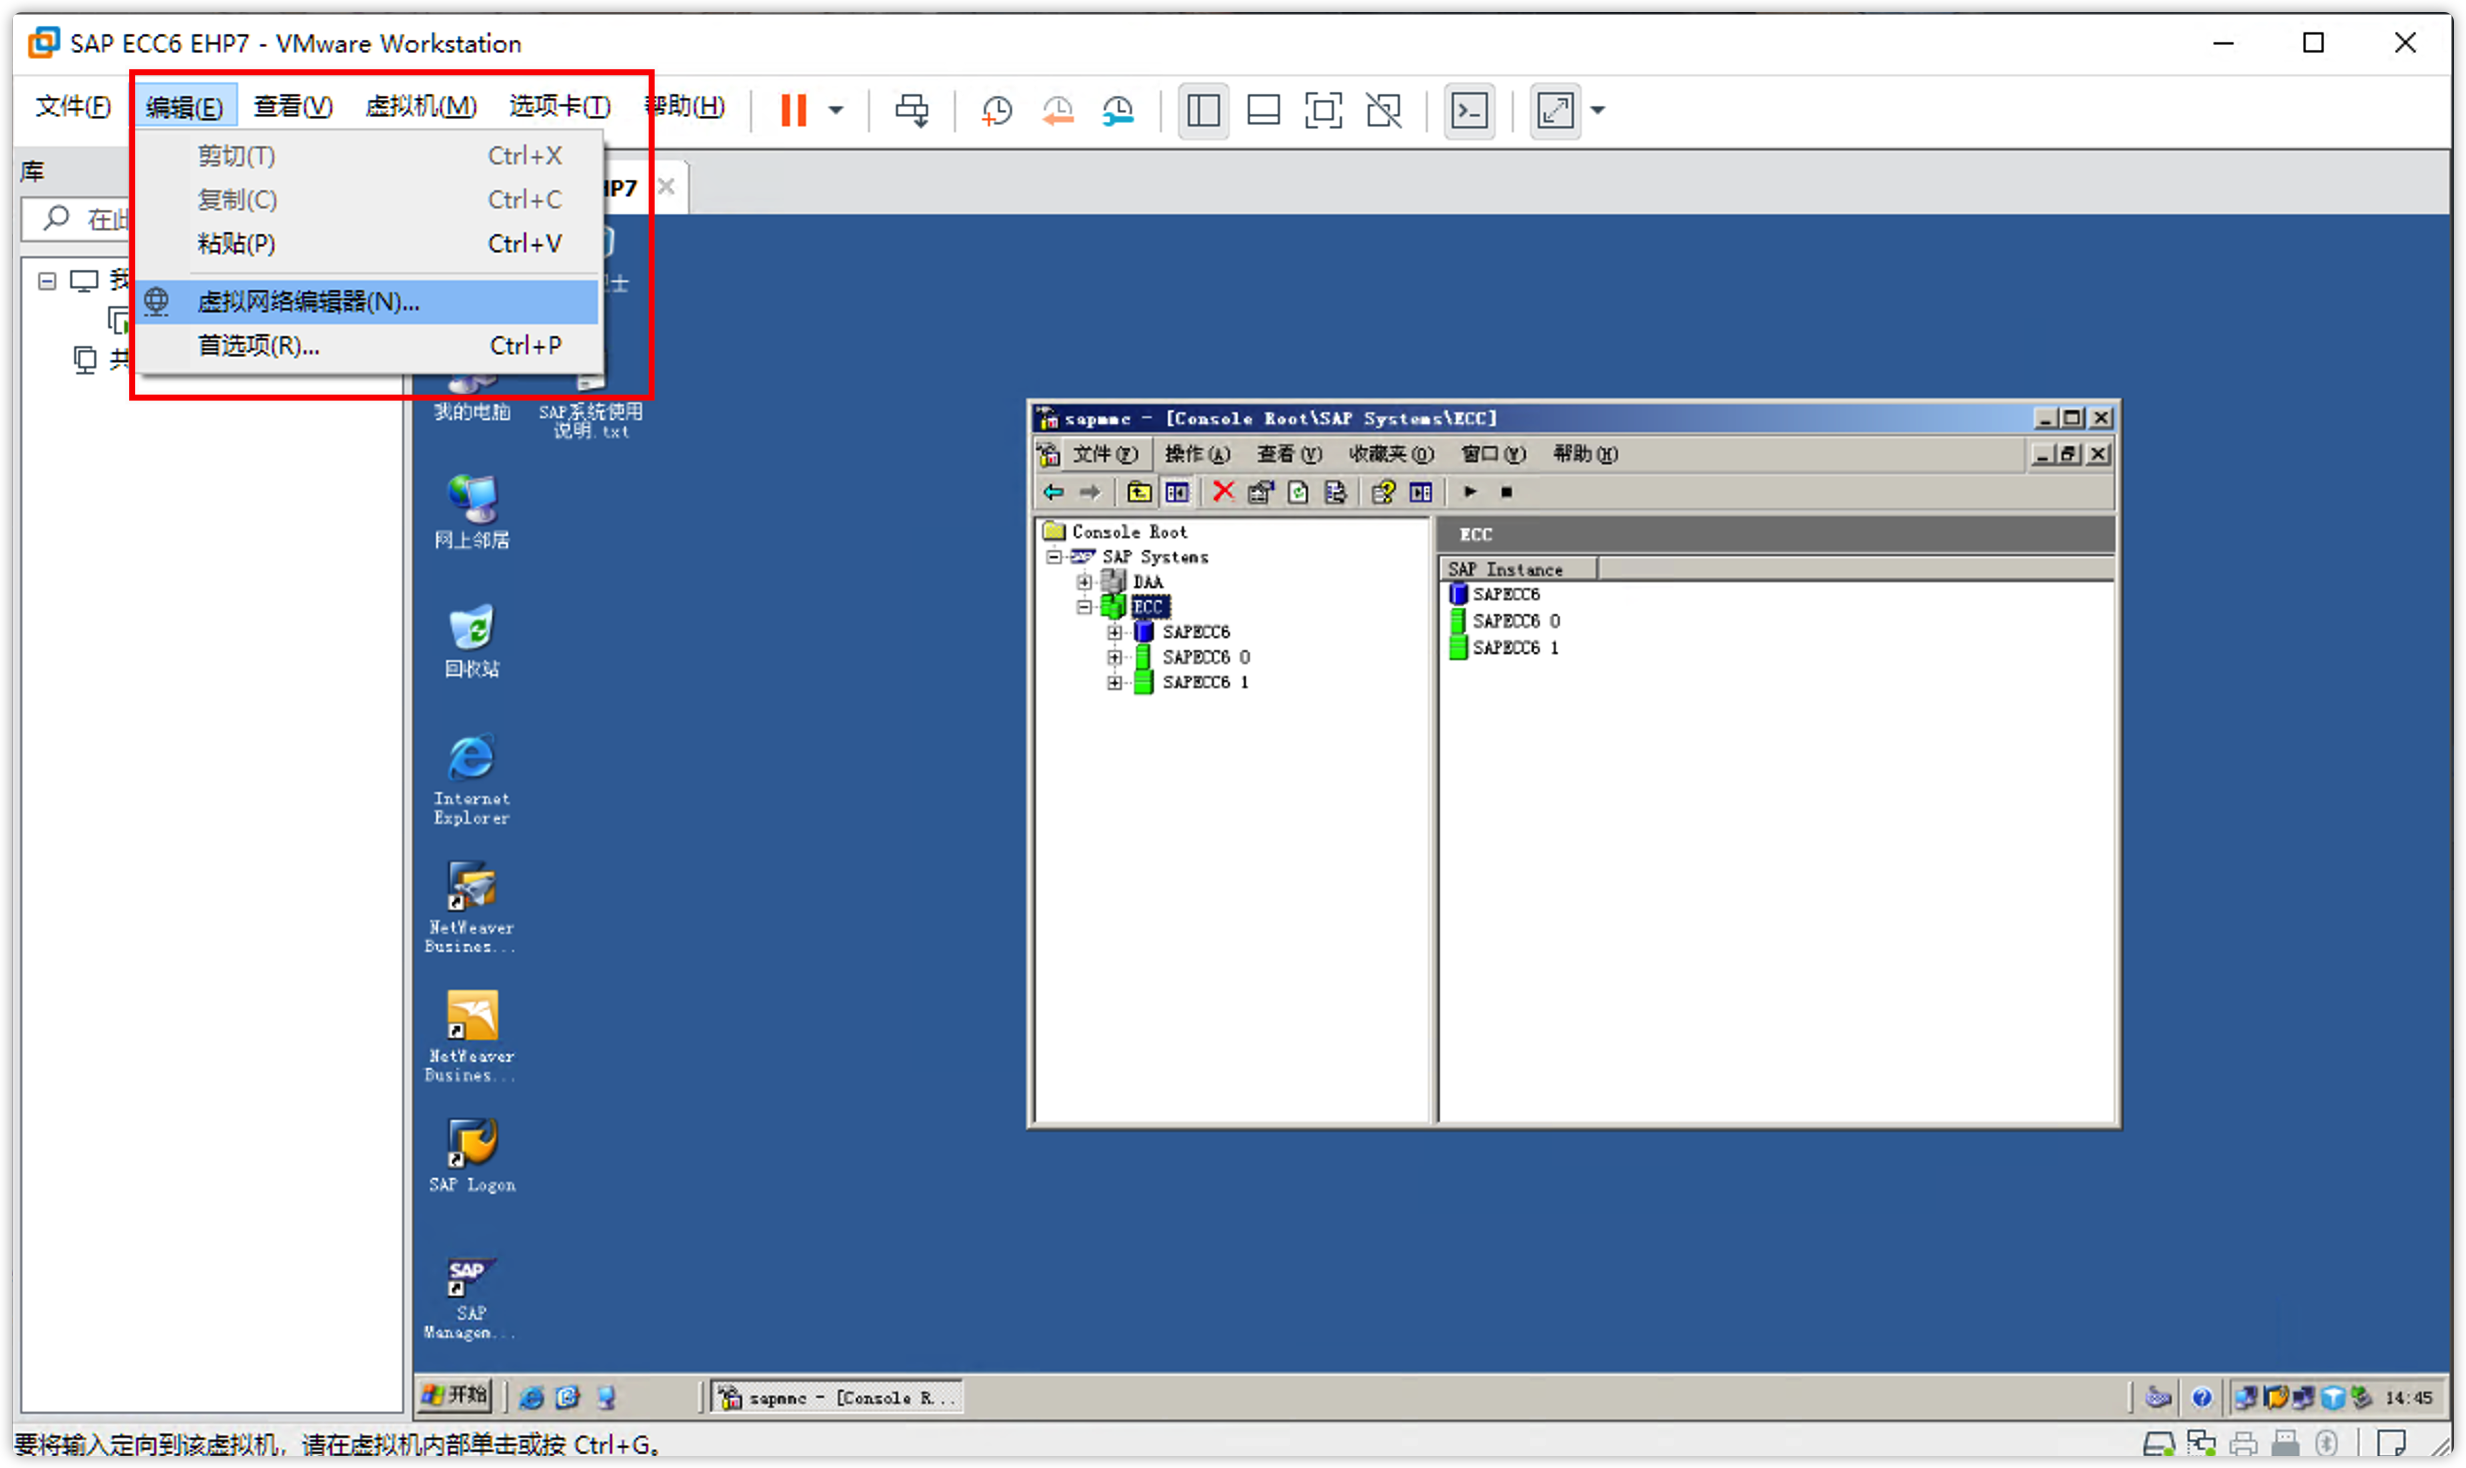 SAP ECC6 EHP7 - VMware Workstation
文件(F) 编辑(E) 查看(V) 虚拟机(M) 选项卡(T) 帮助(H)
剪切(T) Ctrl+X
复制(C) Ctrl+C
粘贴(P) Ctrl+V
虚拟网络编辑器(N)...
首选项(R)... Ctrl+P
库
在此
我
共
HP7
士
我的电脑
SAP系统使用
说明.txt
网上邻居
回收站
Internet
Explorer
NetWeaver
Busines...
NetWeaver
Busines...
SAP Logon
SAP
SAP
Managem...
sapmmc - [Console Root\SAP Systems\ECC]
文件(F) 操作(A) 查看(V) 收藏夹(O) 窗口(W) 帮助(H)
Console Root
SAP Systems
DAA
ECC
SAPECC6
SAPECC6 0
SAPECC6 1
ECC
SAP Instance
SAPECC6
SAPECC6 0
SAPECC6 1
开始
sapmmc - [Console R...
14:45
要将输入定向到该虚拟机，请在虚拟机内部单击或按 Ctrl+G。